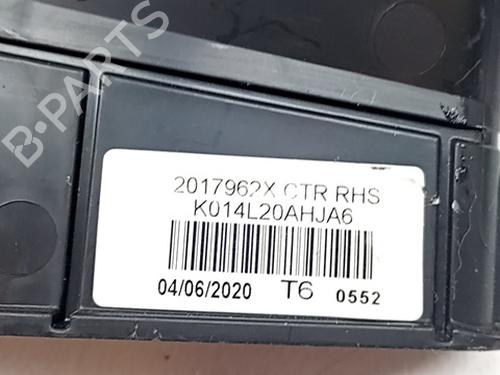 B-PARTS
2017962X CTR RHS
K014L20AHJA6
04/06/2020 T6 0552